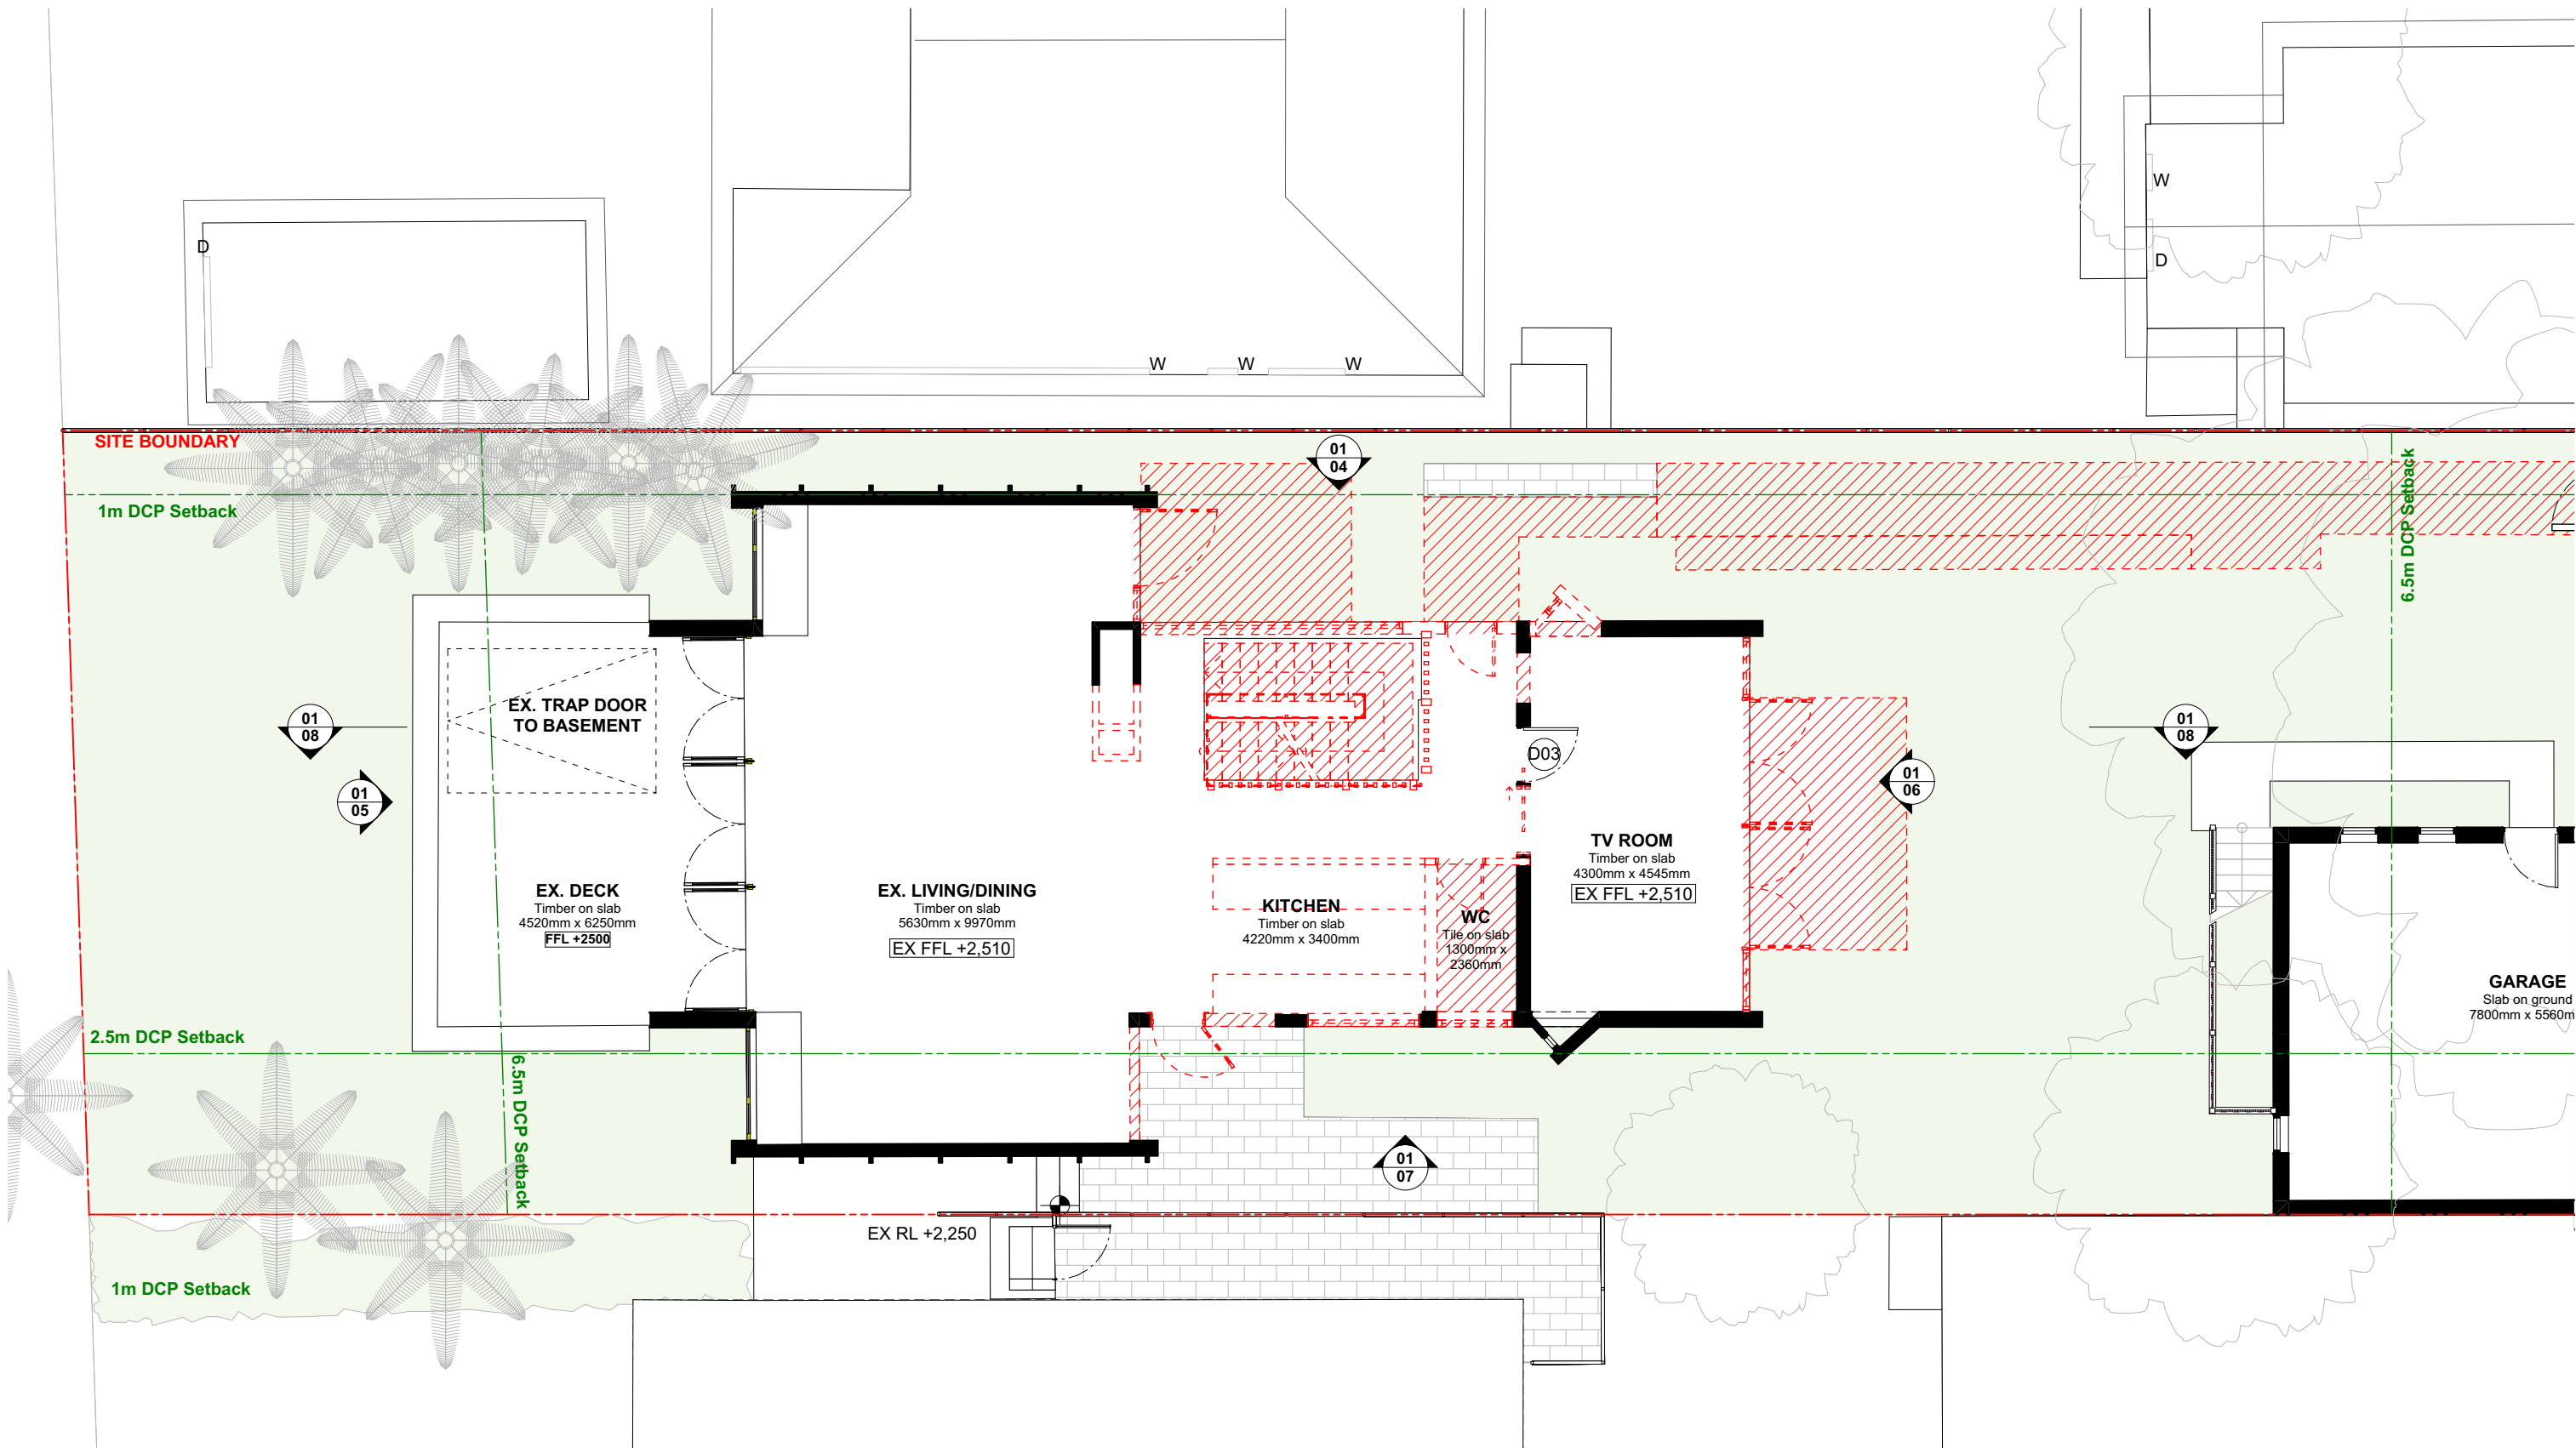 W
D
D
W
W
W
SITE BOUNDARY
01
04
6.5m DCP Setback
1m DCP Setback
EX. TRAP DOOR
TO BASEMENT
01
08
01
08
D03
01
05
01
06
TV ROOM
Timber on slab
4300mm x 4545mm
EX FFL +2,510
EX. DECK
Timber on slab
4520mm x 6250mm
FFL +2500
EX. LIVING/DINING
Timber on slab
5630mm x 9970mm
EX FFL +2,510
KITCHEN
Timber on slab
4220mm x 3400mm
WC
Tile on slab
1300mm x
2360mm
GARAGE
Slab on ground
7800mm x 5560m
2.5m DCP Setback
6.5m DCP Setback
01
07
EX RL +2,250
1m DCP Setback